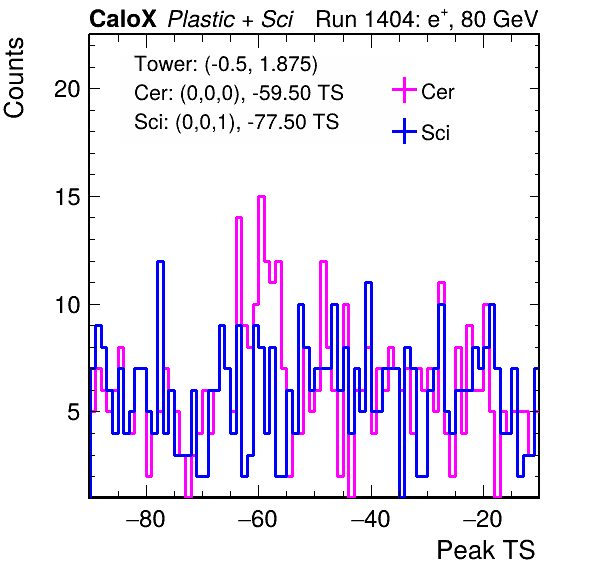 CaloX Plastic + Sci Run 1404: e⁺, 80 GeV
Counts
Tower: (-0.5, 1.875)
Cer: (0,0,0), -59.50 TS
Sci: (0,0,1), -77.50 TS
Cer
Sci
20
15
10
5
−80 −60 −40 −20
Peak TS